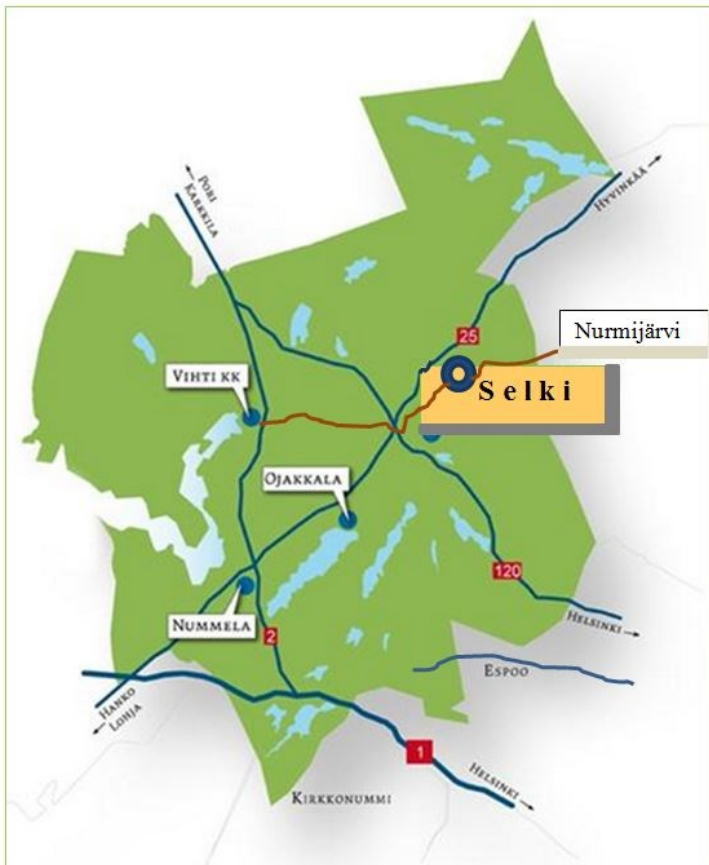 PORI
KARKKILA
HYVINKÄÄ
25
Nurmijärvi
VIHTI KK
Selki
OJAKKALA
120
NUMMELA
2
HELSINKI
ESPOO
HANKO
LOHJA
1
HELSINKI
KIRKKONUMMI